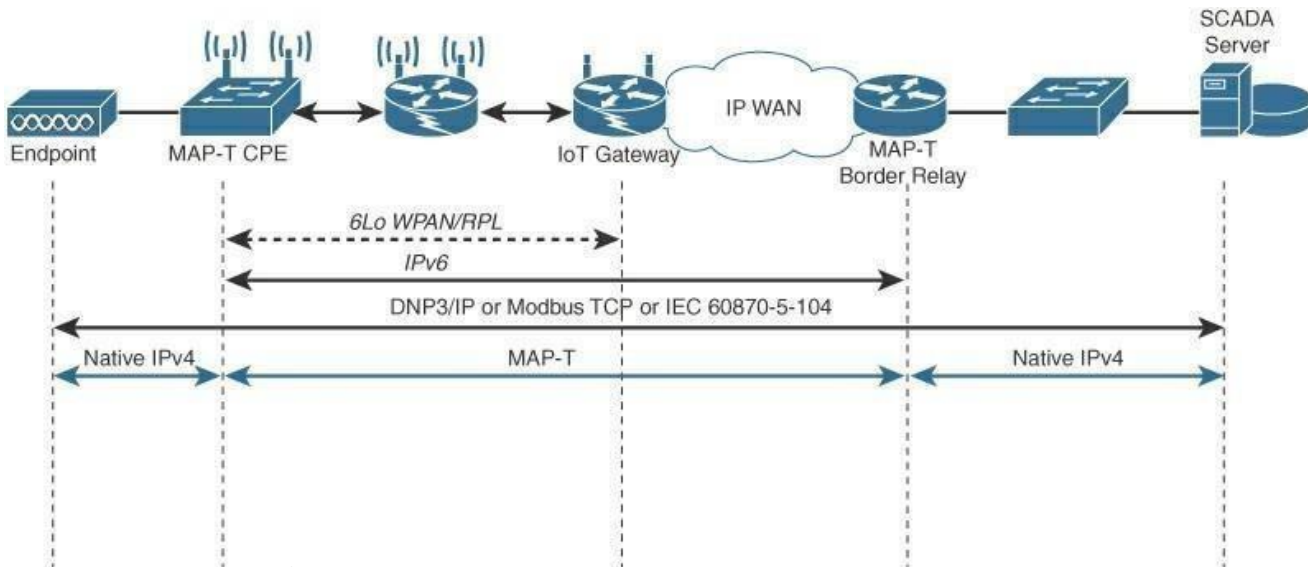 SCADA
Server
IP WAN
Endpoint
MAP-T CPE
IoT Gateway
MAP-T
Border Relay
6Lo WPAN/RPL
IPv6
DNP3/IP or Modbus TCP or IEC 60870-5-104
Native IPv4
MAP-T
Native IPv4